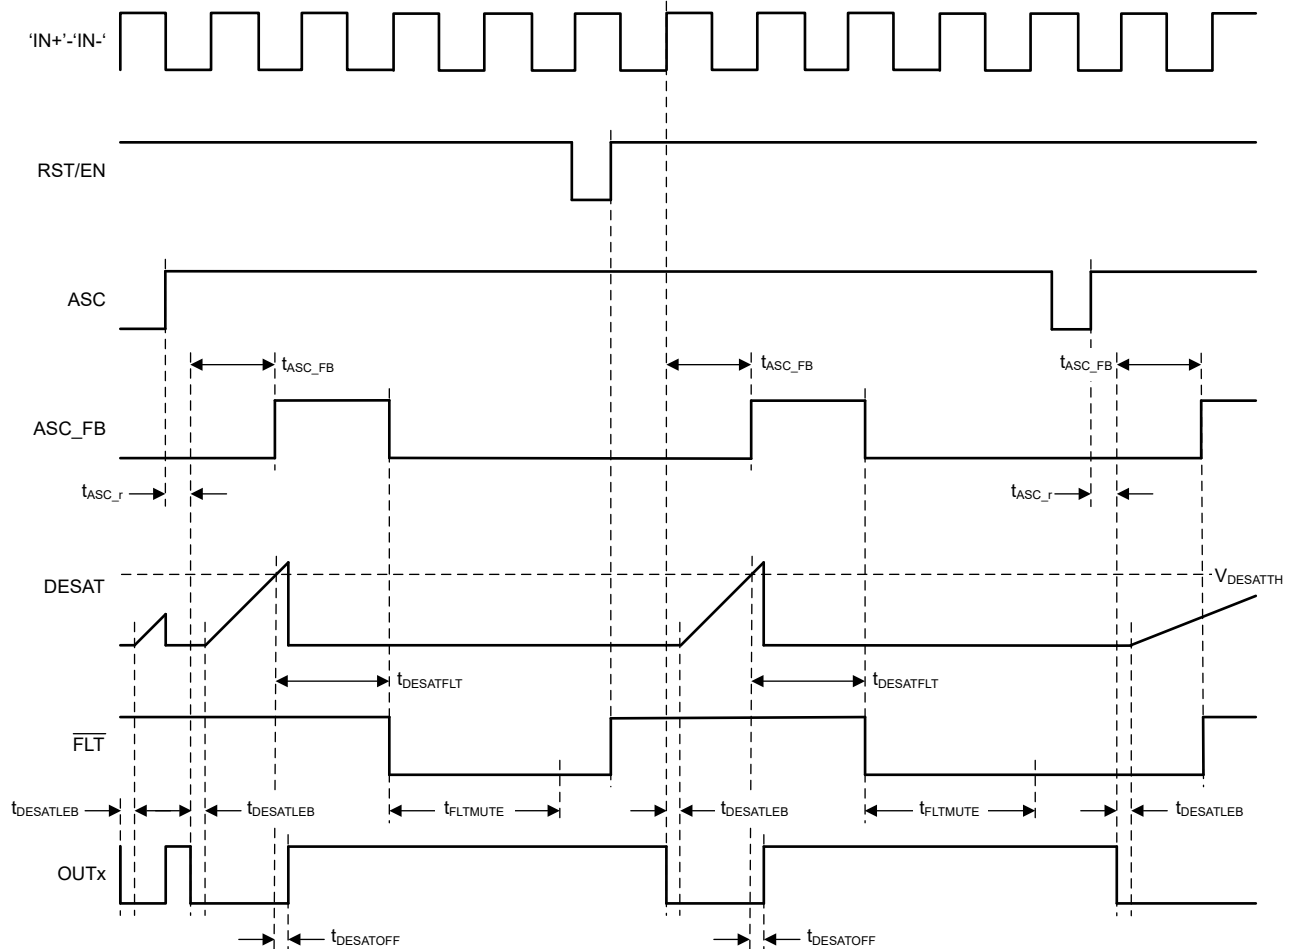 ‘IN+’-‘IN-‘
RST/EN
ASC
tASC_FB
tASC_FB
tASC_FB
ASC_FB
tASC_r
tASC_r
DESAT
VDESATTH
tDESATFLT
tDESATFLT
FLT
tDESATLEB
tDESATLEB
tFLTMUTE
tDESATLEB
tFLTMUTE
tDESATLEB
OUTx
tDESATOFF
tDESATOFF